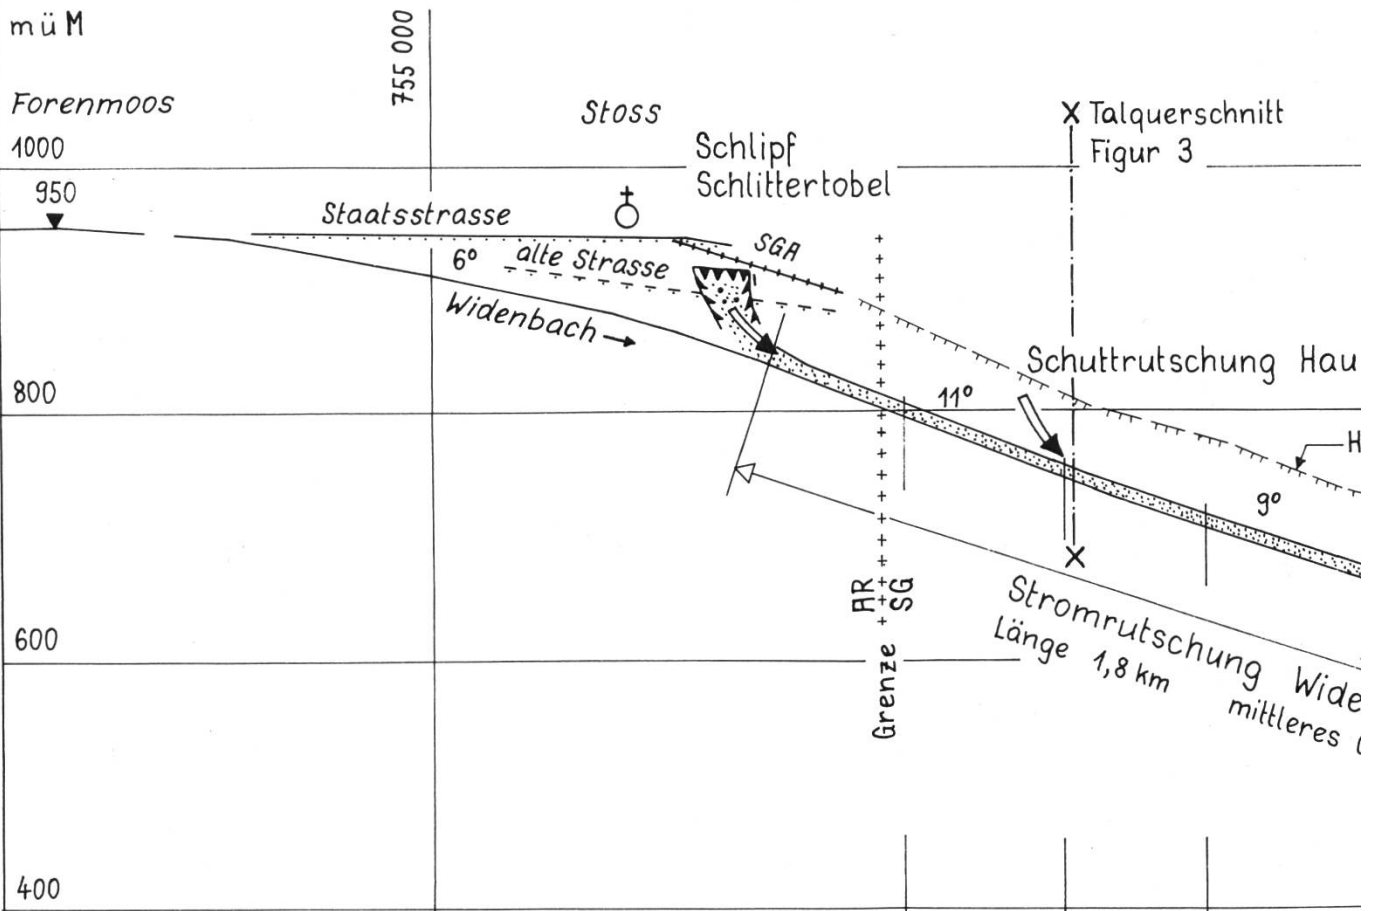 m ü M
755 000
Forenmoos
Stoss
Talquerschnitt
Figur 3
1000
Schlipf
Schlittertobel
950
Staatsstrasse
SGA
6°
alte Strasse
Widenbach
Schuttrutschung Hau
800
11°
H
9°
AR
SG
Stromrutschung Wide
Länge 1,8 km
mittleres
600
Grenze
400